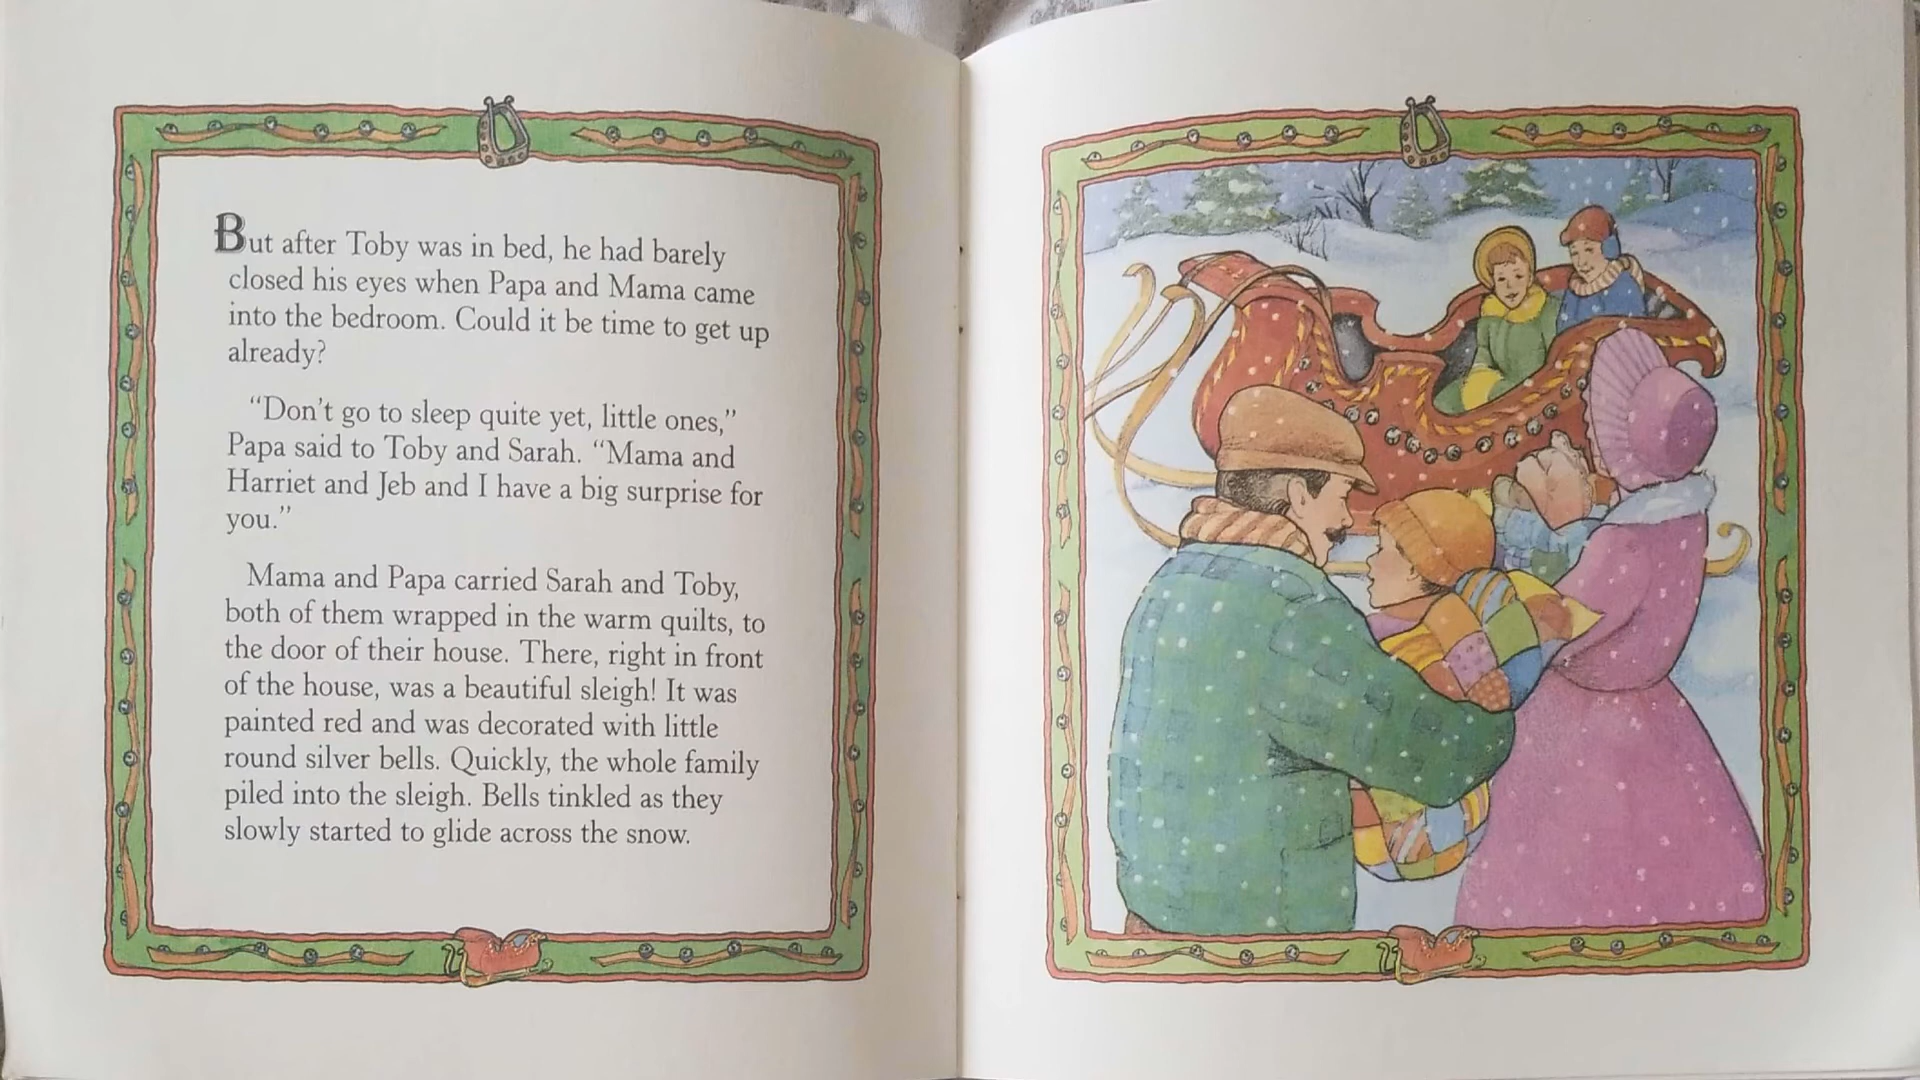 But after Toby was in bed, he had barely
closed his eyes when Papa and Mama came
into the bedroom. Could it be time to get up
already?
“Don’t go to sleep quite yet, little ones,”
Papa said to Toby and Sarah. “Mama and
Harriet and Jeb and I have a big surprise for
you.”
Mama and Papa carried Sarah and Toby,
both of them wrapped in the warm quilts, to
the door of their house. There, right in front
of the house, was a beautiful sleigh! It was
painted red and was decorated with little
round silver bells. Quickly, the whole family
piled into the sleigh. Bells tinkled as they
slowly started to glide across the snow.